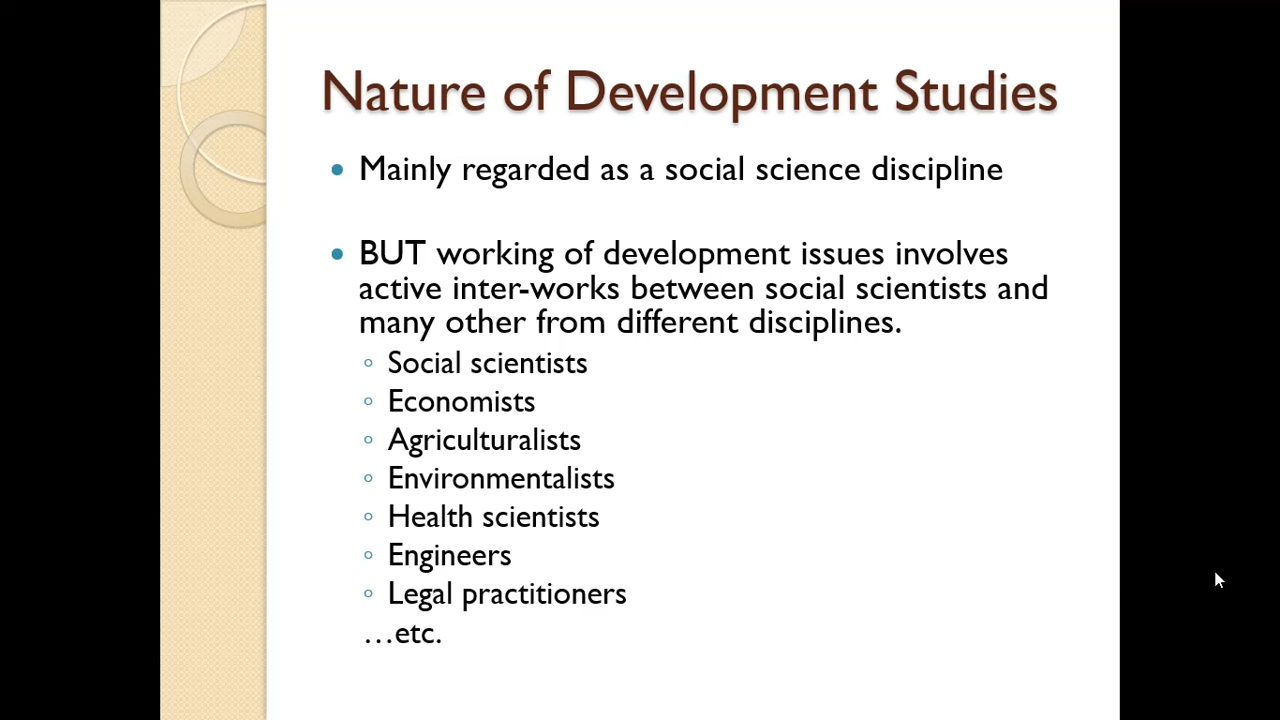 Nature of Development Studies
• Mainly regarded as a social science discipline
• BUT working of development issues involves
active inter-works between social scientists and
many other from different disciplines.
◦ Social scientists
◦ Economists
◦ Agriculturalists
◦ Environmentalists
◦ Health scientists
◦ Engineers
◦ Legal practitioners
…etc.